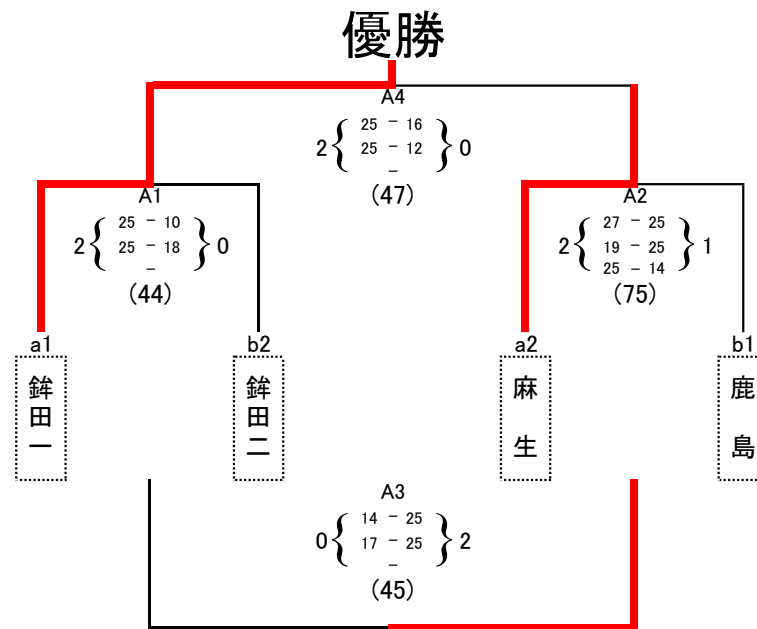 優勝
A4
25 - 16
2 { 25 - 12 } 0
-
(47)
A1
25 - 10
2 { 25 - 18 } 0
-
(44)
A2
27 - 25
2 { 19 - 25 } 1
25 - 14
(75)
a1
鉾田一
b2
鉾田二
a2
麻生
b1
鹿島
A3
14 - 25
0 { 17 - 25 } 2
-
(45)